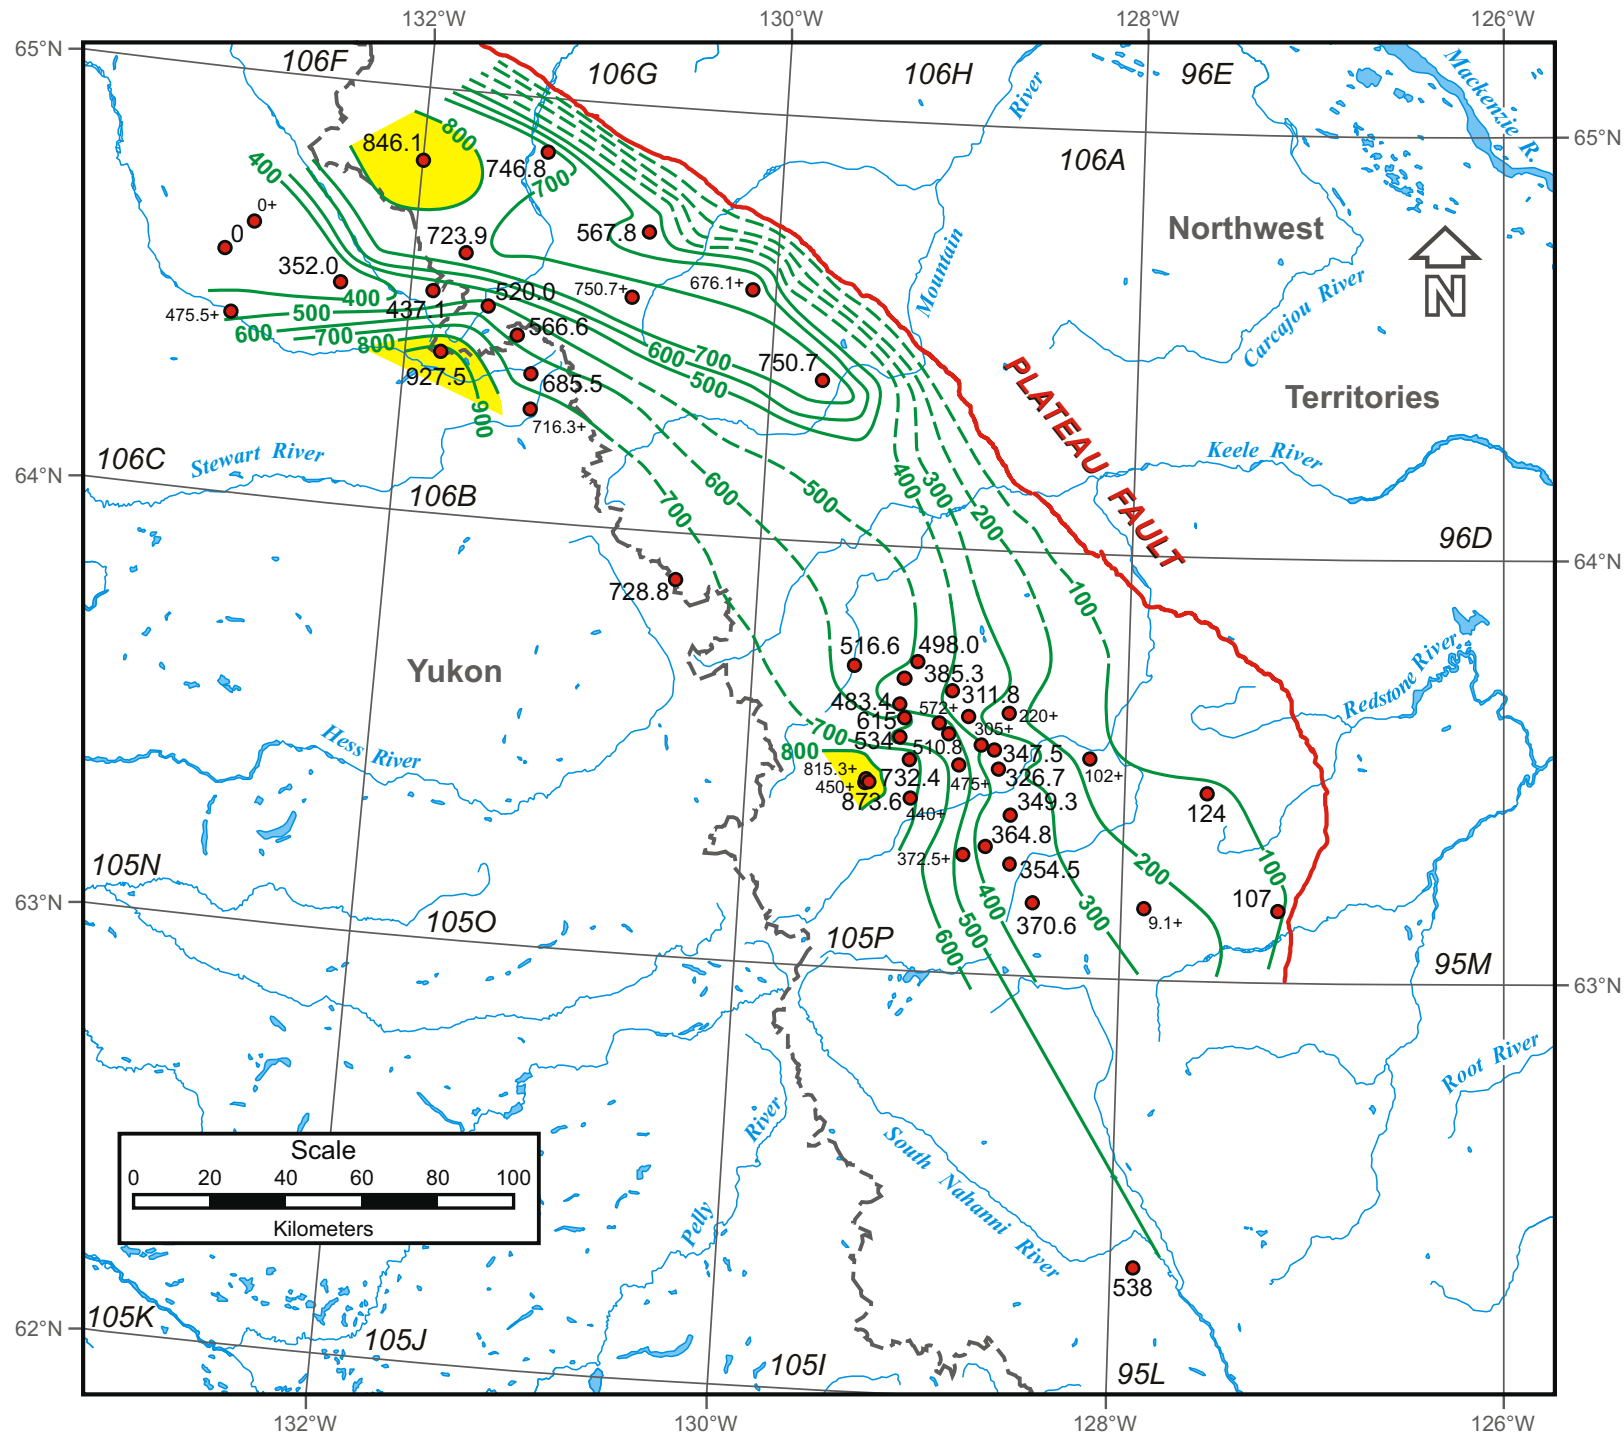 132°W 130°W 128°W 126°W
65°N
106F 106G 106H 96E
Mackenzie R.
River
800
846.1
746.8
65°N
400
106A
700
0+
0
723.9
567.8
Northwest
352.0
750.7+ 676.1+
Mountain
N
400
520.0
475.5+ 500 437.1
Carcajou River
600 700 800
566.6
600 700
500
750.7
927.5
685.5
PLATEAU FAULT
Territories
900
716.3+
106C
Stewart River
Keele River
106B
64°N
700 600 500 400 300 200
96D
64°N
728.8
100
516.6 498.0
385.3
Yukon
483.4
311.8
572+
615
220+
305+
Redstone River
Hess River
700
534
510.8
347.5
800
815.3+
732.4
475+
326.7
102+
450+
873.6
440+
349.3
124
364.8
105N
372.5+
354.5
200
100
63°N
105O
400
300
107
370.6
9.1+
105P
500
600
95M
63°N
Root River
Scale
0 20 40 60 80 100
Kilometers
Pelly River
South Nahanni River
538
62°N
105K
105J
105I
95L
132°W 130°W 128°W 126°W